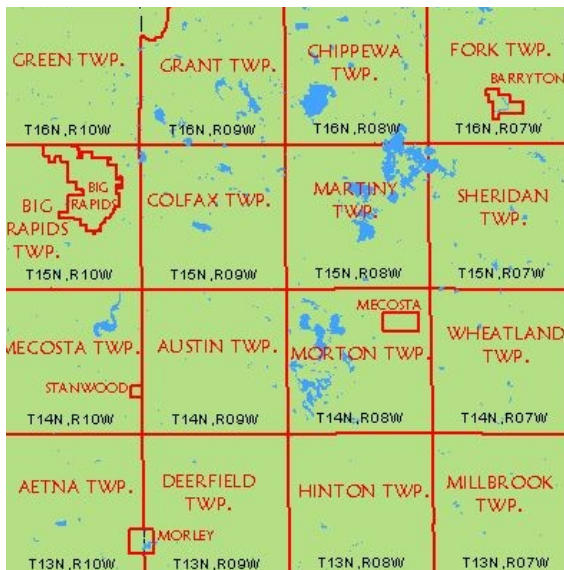 GREEN TWP.
GRANT TWP.
CHIPPEWA
TWP.
FORK TWP.
BARRYTON
T16N,R10W
T16N,R09W
T16N,R08W
T16N,R07W
BIG
RAPIDS
BIG
RAPIDS
TWP.
COLFAX TWP.
MARTINY
TWP.
SHERIDAN
TWP.
T15N,R10W
T15N,R09W
T15N,R08W
T15N,R07W
MECOSTA
MECOSTA TWP.
AUSTIN TWP.
MORTON TWP.
WHEATLAND
TWP.
STANWOOD
T14N,R10W
T14N,R09W
T14N,R08W
T14N,R07W
AETNA TWP.
DEERFIELD
TWP.
HINTON TWP.
MILLBROOK
TWP.
MORLEY
T13N,R10W
T13N,R09W
T13N,R08W
T13N,R07W